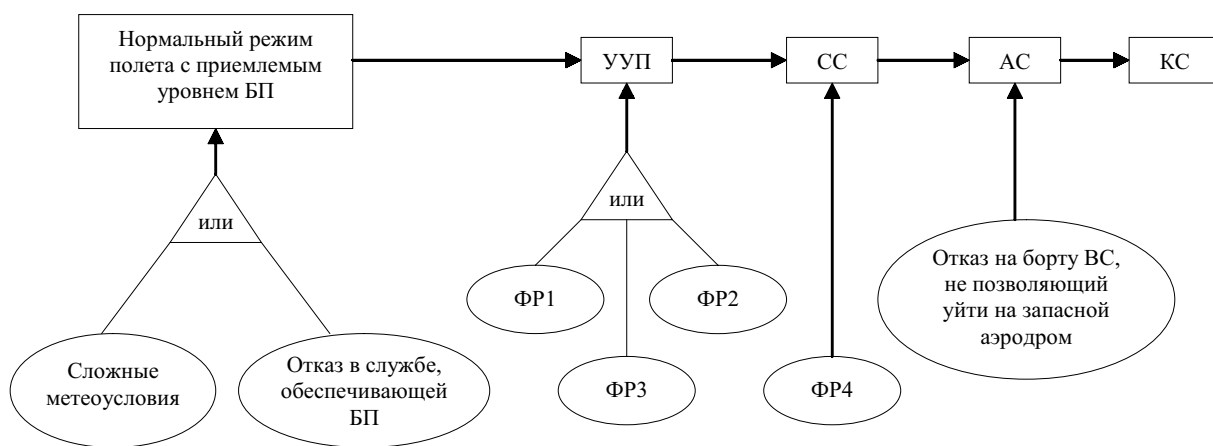 Нормальный режим
полета с приемлемым
уровнем БП
УУП
СС
АС
КС
или
или
Сложные
метеоусловия
Отказ в службе,
обеспечивающей
БП
ФР1
ФР2
ФР3
ФР4
Отказ на борту ВС,
не позволяющий
уйти на запасной
аэродром